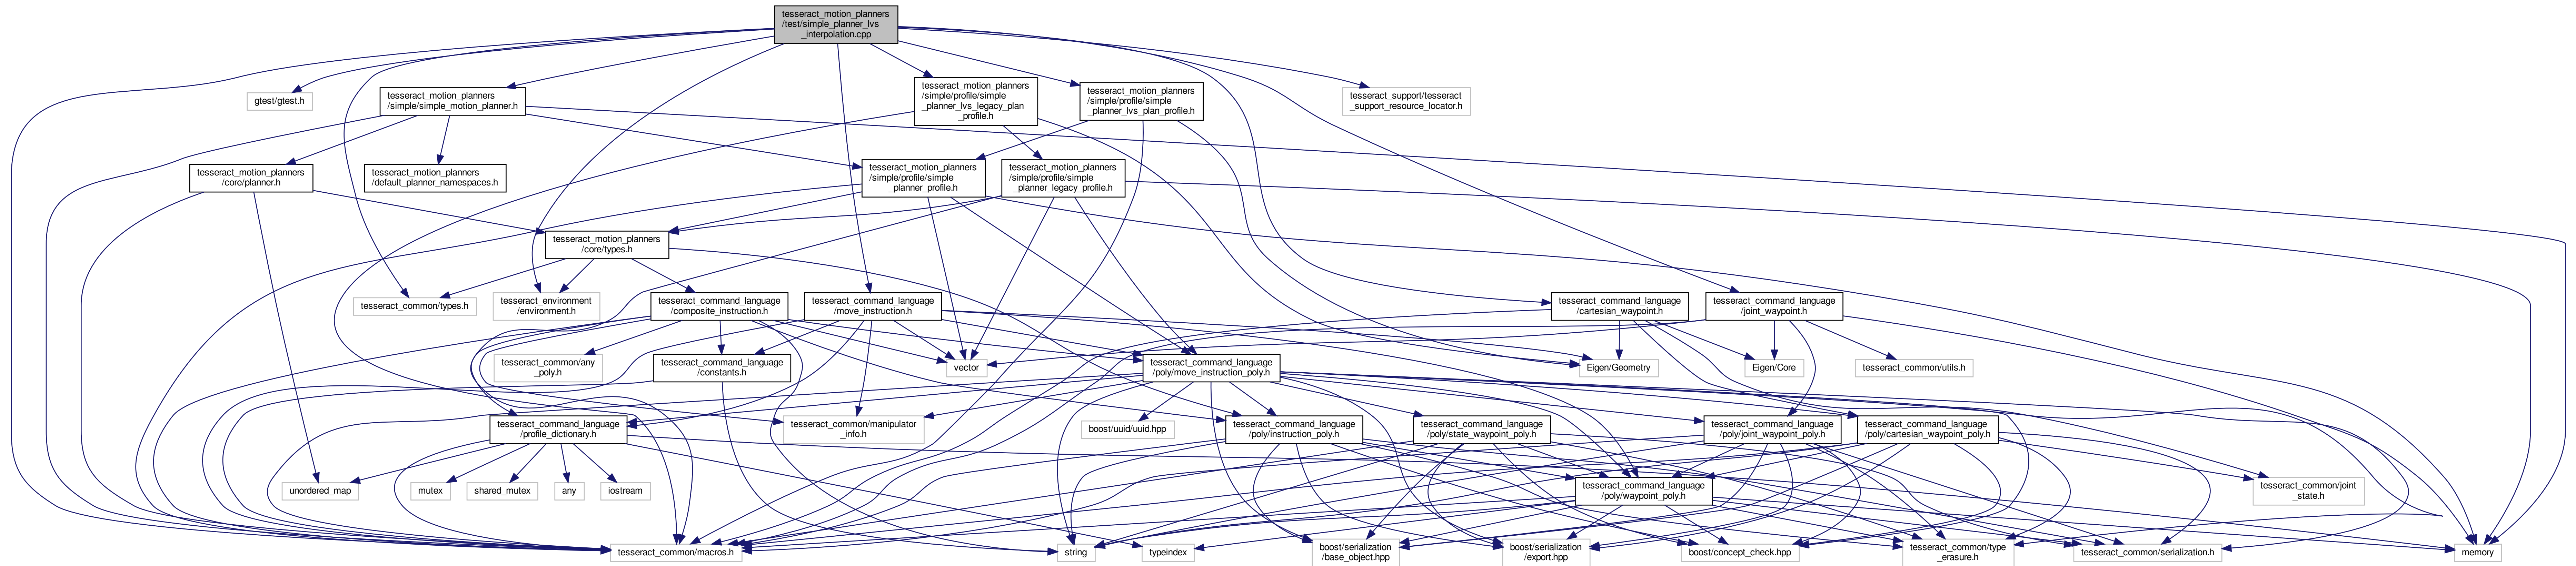 tesseract_motion_planners
/test/simple_planner_lvs
_interpolation.cpp
gtest/gtest.h
tesseract_motion_planners
/simple/simple_motion_planner.h
tesseract_motion_planners
/simple/profile/simple
_planner_lvs_legacy_plan
_profile.h
tesseract_motion_planners
/simple/profile/simple
_planner_lvs_plan_profile.h
tesseract_support/tesseract
_support_resource_locator.h
tesseract_motion_planners
/core/planner.h
tesseract_motion_planners
/default_planner_namespaces.h
tesseract_motion_planners
/simple/profile/simple
_planner_profile.h
tesseract_motion_planners
/simple/profile/simple
_planner_legacy_profile.h
tesseract_motion_planners
/core/types.h
tesseract_common/types.h
tesseract_environment
/environment.h
tesseract_command_language
/composite_instruction.h
tesseract_command_language
/move_instruction.h
tesseract_command_language
/cartesian_waypoint.h
tesseract_command_language
/joint_waypoint.h
tesseract_common/any
_poly.h
tesseract_command_language
/constants.h
vector
tesseract_command_language
/poly/move_instruction_poly.h
Eigen/Geometry
Eigen/Core
tesseract_common/utils.h
tesseract_command_language
/profile_dictionary.h
tesseract_common/manipulator
_info.h
boost/uuid/uuid.hpp
tesseract_command_language
/poly/instruction_poly.h
tesseract_command_language
/poly/state_waypoint_poly.h
tesseract_command_language
/poly/joint_waypoint_poly.h
tesseract_command_language
/poly/cartesian_waypoint_poly.h
unordered_map
mutex
shared_mutex
any
iostream
tesseract_command_language
/poly/waypoint_poly.h
tesseract_common/joint
_state.h
tesseract_common/macros.h
string
typeindex
boost/serialization
/base_object.hpp
boost/serialization
/export.hpp
boost/concept_check.hpp
tesseract_common/type
_erasure.h
tesseract_common/serialization.h
memory